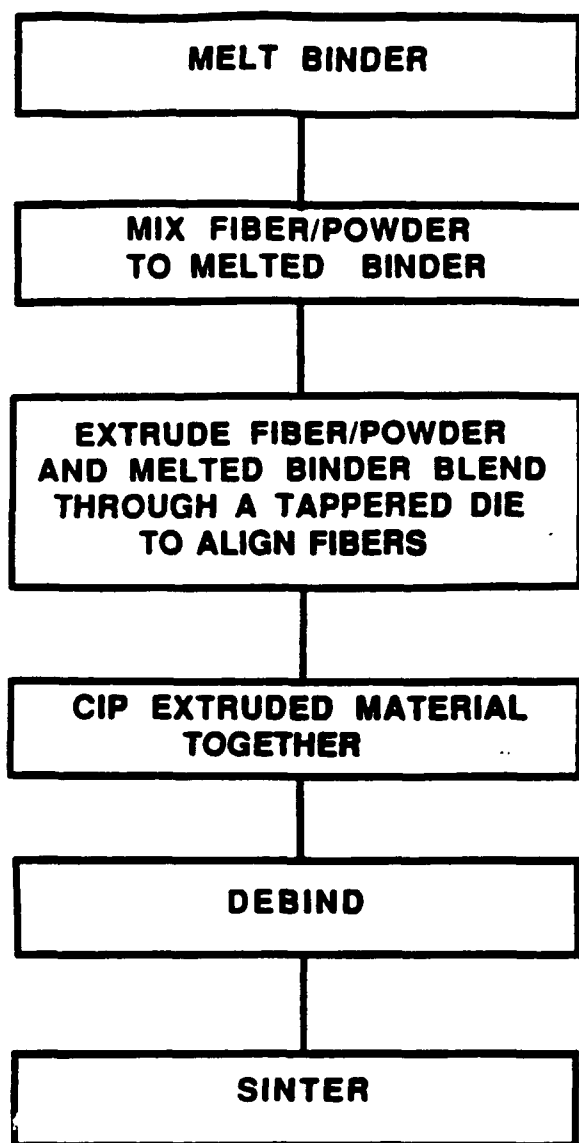 MELT BINDER
MIX FIBER/POWDER
TO MELTED BINDER
EXTRUDE FIBER/POWDER
AND MELTED BINDER BLEND
THROUGH A TAPPERED DIE
TO ALIGN FIBERS
CIP EXTRUDED MATERIAL
TOGETHER
DEBIND
SINTER